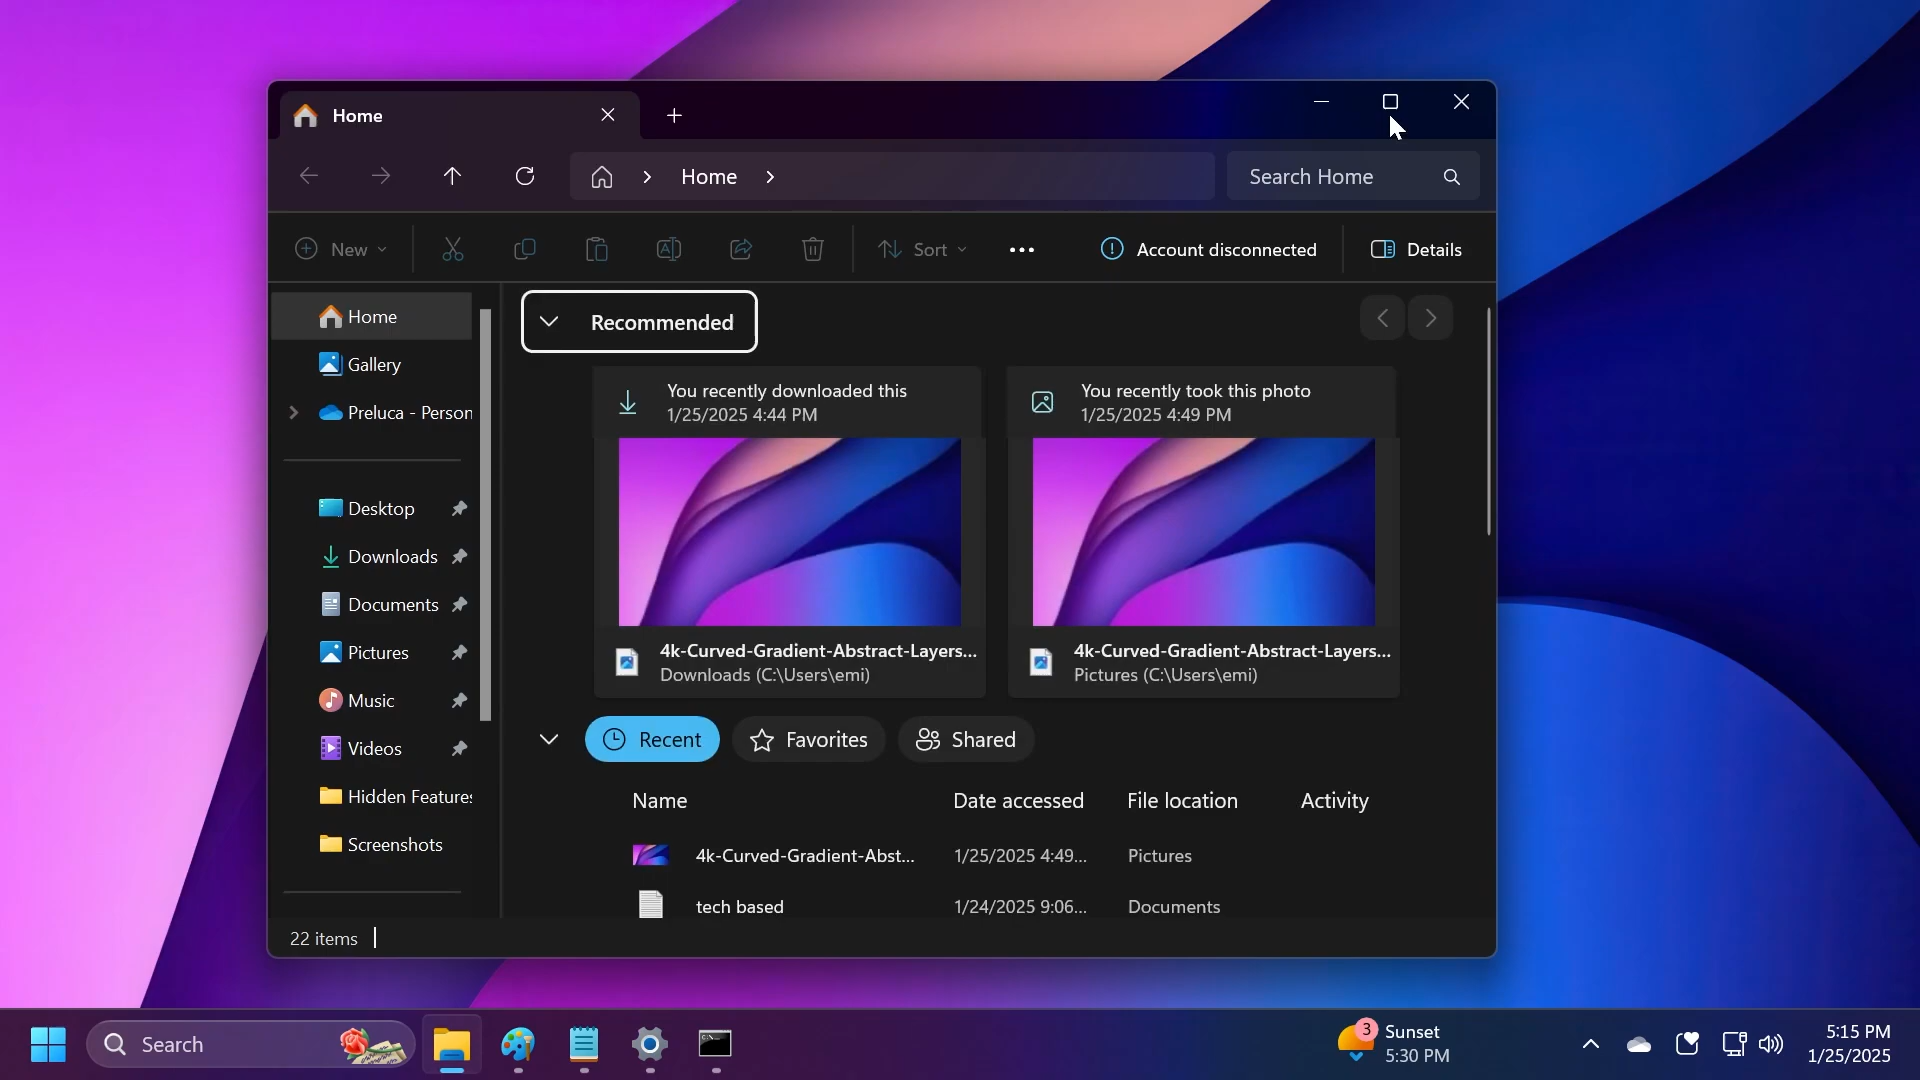 Home
Home
Search Home
New
Sort
Account disconnected
Details
Home
Gallery
Preluca - Person
Desktop
Downloads
Documents
Pictures
Music
Videos
Hidden Features
Screenshots
Recommended
You recently downloaded this
1/25/2025 4:44 PM
You recently took this photo
1/25/2025 4:49 PM
4k-Curved-Gradient-Abstract-Layers...
Downloads (C:\Users\emi)
4k-Curved-Gradient-Abstract-Layers...
Pictures (C:\Users\emi)
Recent
Favorites
Shared
Name Date accessed File location Activity
4k-Curved-Gradient-Abst... 1/25/2025 4:49... Pictures
tech based 1/24/2025 9:06... Documents
22 items
Search
3
Sunset
5:30 PM
5:15 PM
1/25/2025